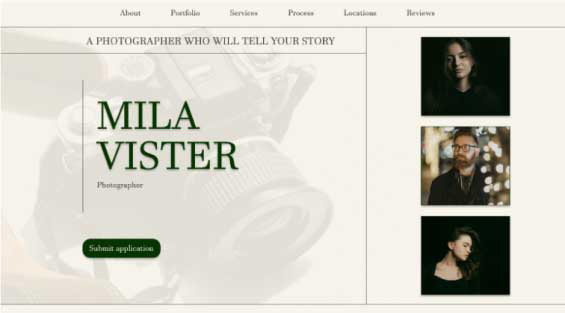 About Portfolio Services Process Locations Reviews
A PHOTOGRAPHER WHO WILL TELL YOUR STORY
MILA
VISTER
Photographer
Submit application